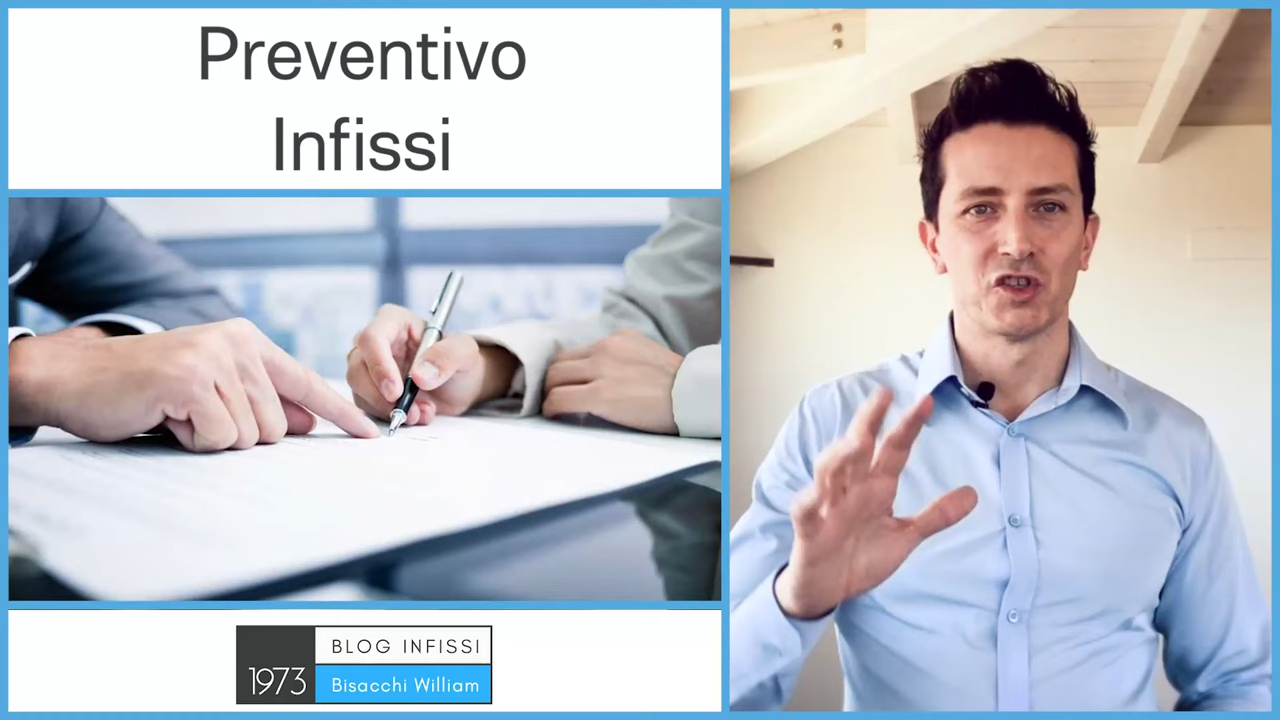 Preventivo
Infissi
1973
BLOG INFISSI
Bisacchi William